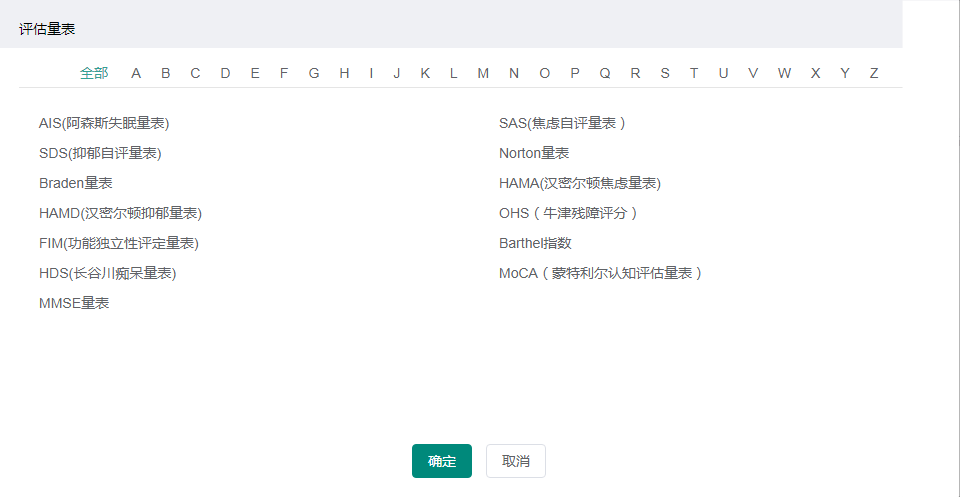 评估量表
全部 A B C D E F G H I J K L M N O P Q R S T U V W X Y Z
AIS(阿森斯失眠量表) SAS(焦虑自评量表）
SDS(抑郁自评量表) Norton量表
Braden量表 HAMA(汉密尔顿焦虑量表)
HAMD(汉密尔顿抑郁量表) OHS（牛津残障评分）
FIM(功能独立性评定量表) Barthel指数
HDS(长谷川痴呆量表) MoCA（蒙特利尔认知评估量表）
MMSE量表
确定 取消